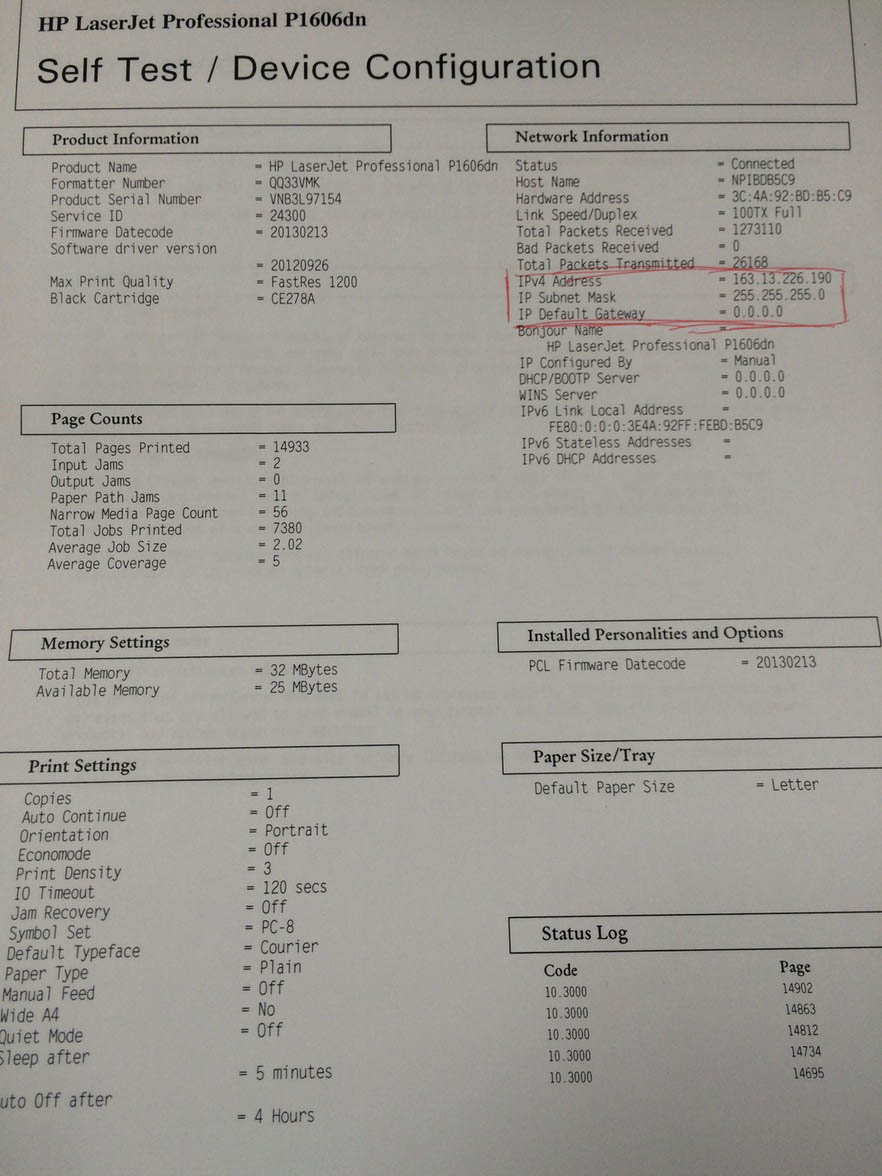 HP LaserJet Professional P1606dn
Self Test / Device Configuration
Product Information
Product Name = HP LaserJet Professional P1606dn
Formatter Number = QQ33VMK
Product Serial Number = VNB3L97154
Service ID = 24300
Firmware Datecode = 20130213
Software driver version
= 20120926
Max Print Quality = FastRes 1200
Black Cartridge = CE278A
Network Information
Status = Connected
Host Name = NPIBDB5C9
Hardware Address = 3C:4A:92:BD:B5:C9
Link Speed/Duplex = 100TX Full
Total Packets Received = 1273110
Bad Packets Received = 0
Total Packets Transmitted = 26168
IPv4 Address = 163.13.226.190
IP Subnet Mask = 255.255.255.0
IP Default Gateway = 0.0.0.0
Bonjour Name =
HP LaserJet Professional P1606dn
IP Configured By = Manual
DHCP/BOOTP Server = 0.0.0.0
WINS Server = 0.0.0.0
IPv6 Link Local Address =
FE80:0:0:0:3E4A:92FF:FEBD:B5C9
IPv6 Stateless Addresses =
IPv6 DHCP Addresses =
Page Counts
Total Pages Printed = 14933
Input Jams = 2
Output Jams = 0
Paper Path Jams = 11
Narrow Media Page Count = 56
Total Jobs Printed = 7380
Average Job Size = 2.02
Average Coverage = 5
Memory Settings
Total Memory = 32 MBytes
Available Memory = 25 MBytes
Installed Personalities and Options
PCL Firmware Datecode = 20130213
Print Settings
Copies = 1
Auto Continue = Off
Orientation = Portrait
Economode = Off
Print Density = 3
IO Timeout = 120 secs
Jam Recovery = Off
Symbol Set = PC-8
Default Typeface = Courier
Paper Type = Plain
Manual Feed = Off
Wide A4 = No
Quiet Mode = Off
Sleep after
= 5 minutes
uto Off after
= 4 Hours
Paper Size/Tray
Default Paper Size = Letter
Status Log
Code Page
10.3000 14902
10.3000 14863
10.3000 14812
10.3000 14734
10.3000 14695